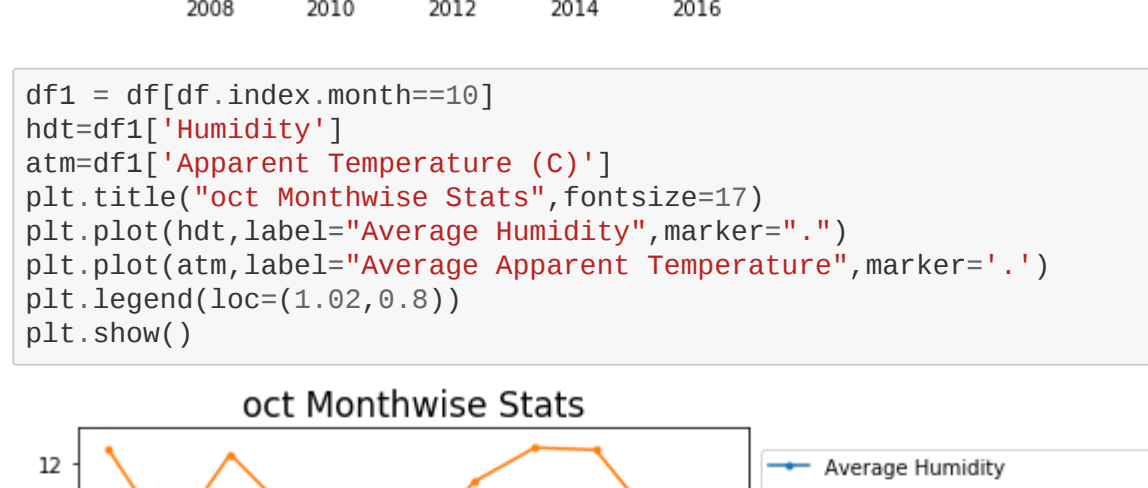 2008 2010 2012 2014 2016
df1 = df[df.index.month==10]
hdt=df1['Humidity']
atm=df1['Apparent Temperature (C)']
plt.title("oct Monthwise Stats",fontsize=17)
plt.plot(hdt,label="Average Humidity",marker=".")
plt.plot(atm,label="Average Apparent Temperature",marker='.')
plt.legend(loc=(1.02,0.8))
plt.show()
oct Monthwise Stats
12
Average Humidity